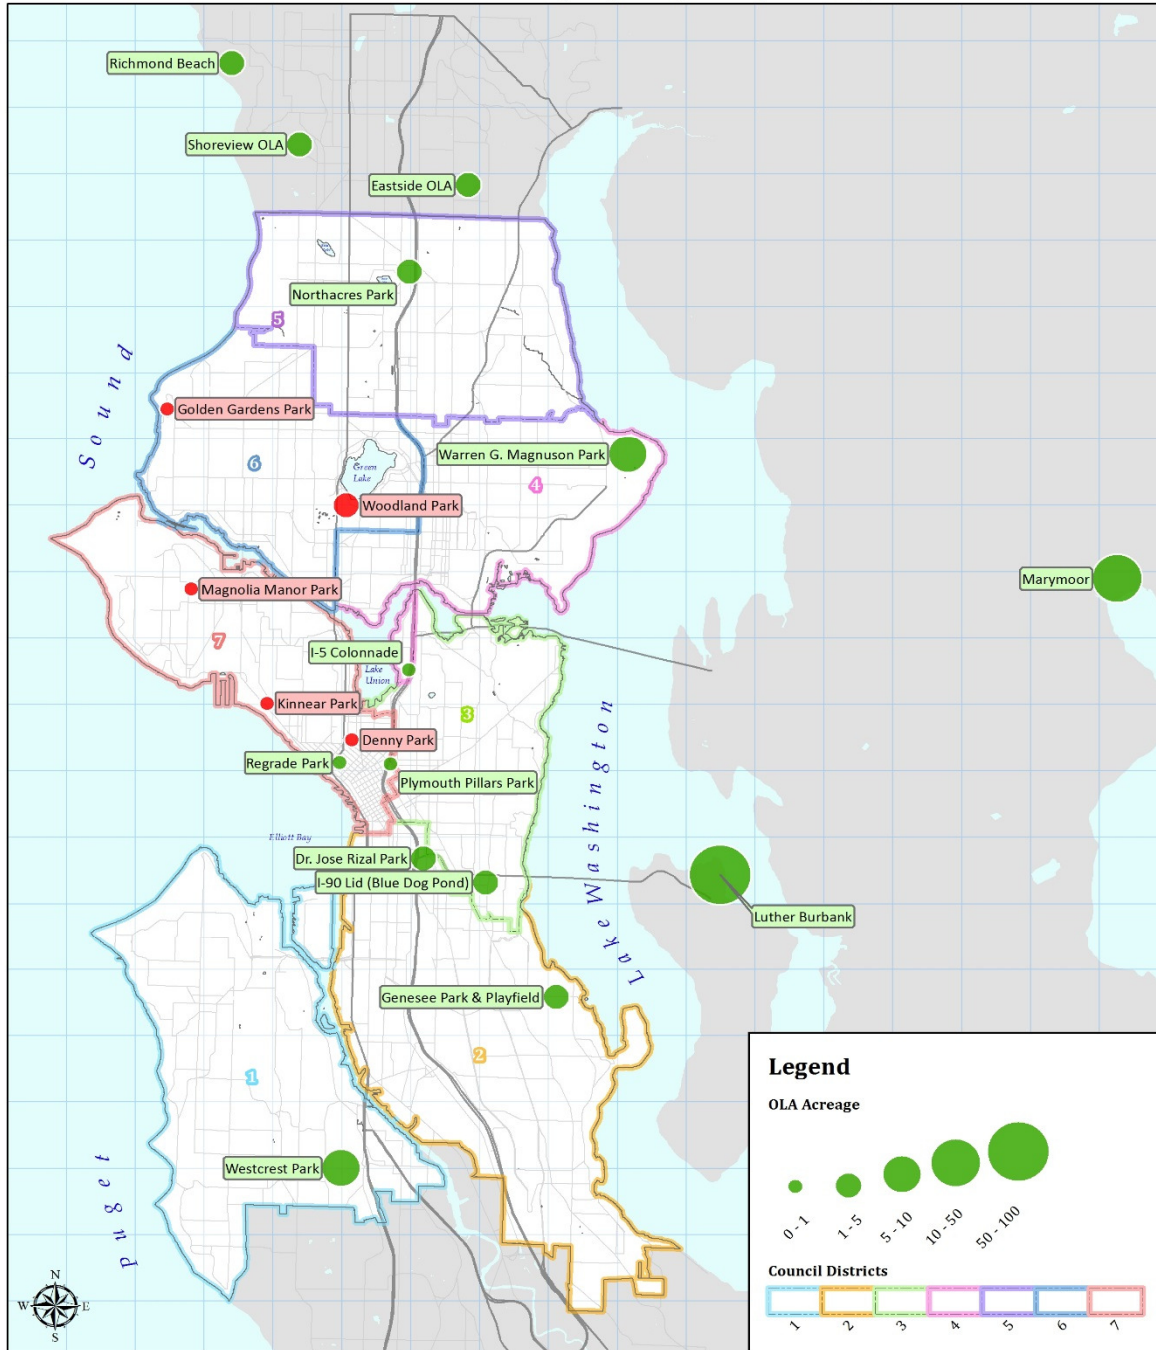 Richmond Beach
Shoreview OLA
Eastside OLA
Northacres Park
5
Sound
Golden Gardens Park
6
Green
Lake
Warren G. Magnuson Park
4
Woodland Park
Marymoor
Magnolia Manor Park
7
I-5 Colonnade
Lake
Union
Kinnear Park
3
Denny Park
Regrade Park
Plymouth Pillars Park
Lake Washington
Elliott Bay
Dr. Jose Rizal Park
I-90 Lid (Blue Dog Pond)
Luther Burbank
Genesee Park & Playfield
2
1
Westcrest Park
Puget
N
W
E
S
Legend
OLA Acreage
0 - 1
1 - 5
5 - 10
10 - 50
50 - 100
Council Districts
1
2
3
4
5
6
7